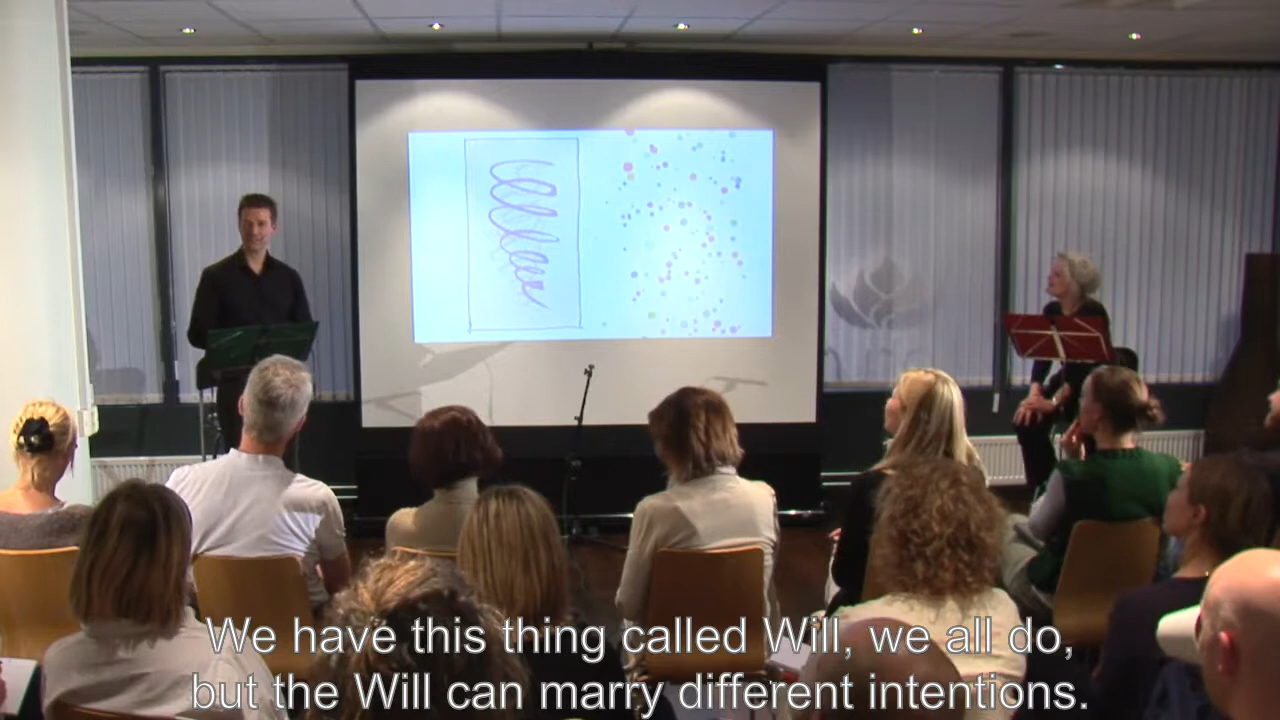 We have this thing called Will, we all do,
but the Will can marry different intentions.